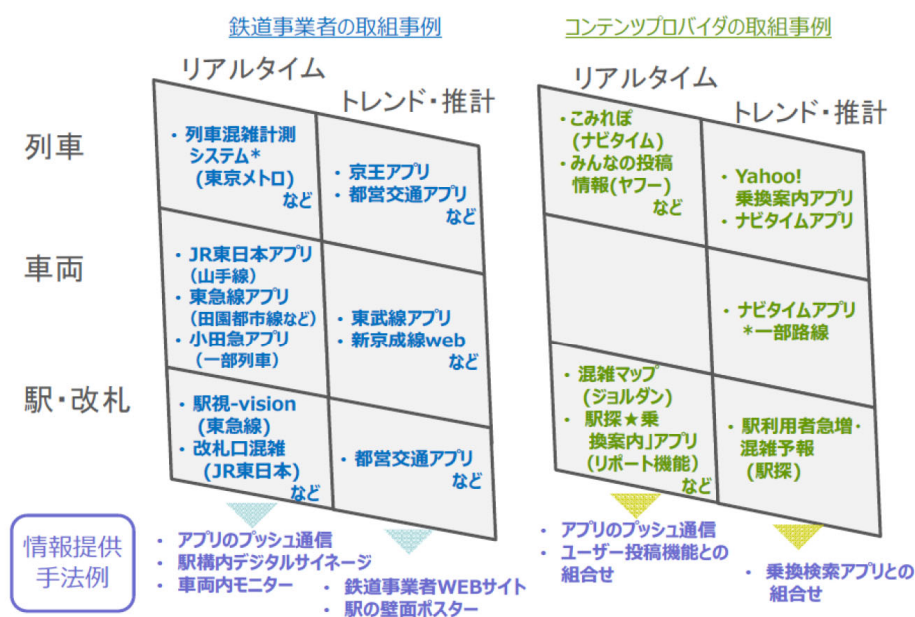 鉄道事業者の取組事例
リアルタイム
トレンド・推計
列車
・ 列車混雑計測
システム*
(東京メトロ)
など
・ 京王アプリ
・ 都営交通アプリ
など
車両
・ JR東日本アプリ
(山手線)
・ 東急線アプリ
(田園都市線など)
・ 小田急アプリ
(一部列車)
・ 東武線アプリ
・ 新京成線web
など
駅・改札
・ 駅視-vision
(東急線)
・ 改札口混雑
(JR東日本)
など
・ 都営交通アプリ
など
コンテンツプロバイダの取組事例
リアルタイム
トレンド・推計
・こみれぽ
(ナビタイム)
・みんなの投稿
情報(ヤフー)
など
・ Yahoo!
乗換案内アプリ
・ ナビタイムアプリ
・ ナビタイムアプリ
*一部路線
・ 混雑マップ
(ジョルダン)
・ 駅探★乗
換案内」アプリ
(リポート機能)
など
・ 駅利用者急増・
混雑予報
(駅探)
情報提供
手法例
・ アプリのプッシュ通信
・ 駅構内デジタルサイネージ
・ 車両内モニター
・ 鉄道事業者WEBサイト
・ 駅の壁面ポスター
・ アプリのプッシュ通信
・ ユーザー投稿機能との
組合せ
・ 乗換検索アプリとの
組合せ